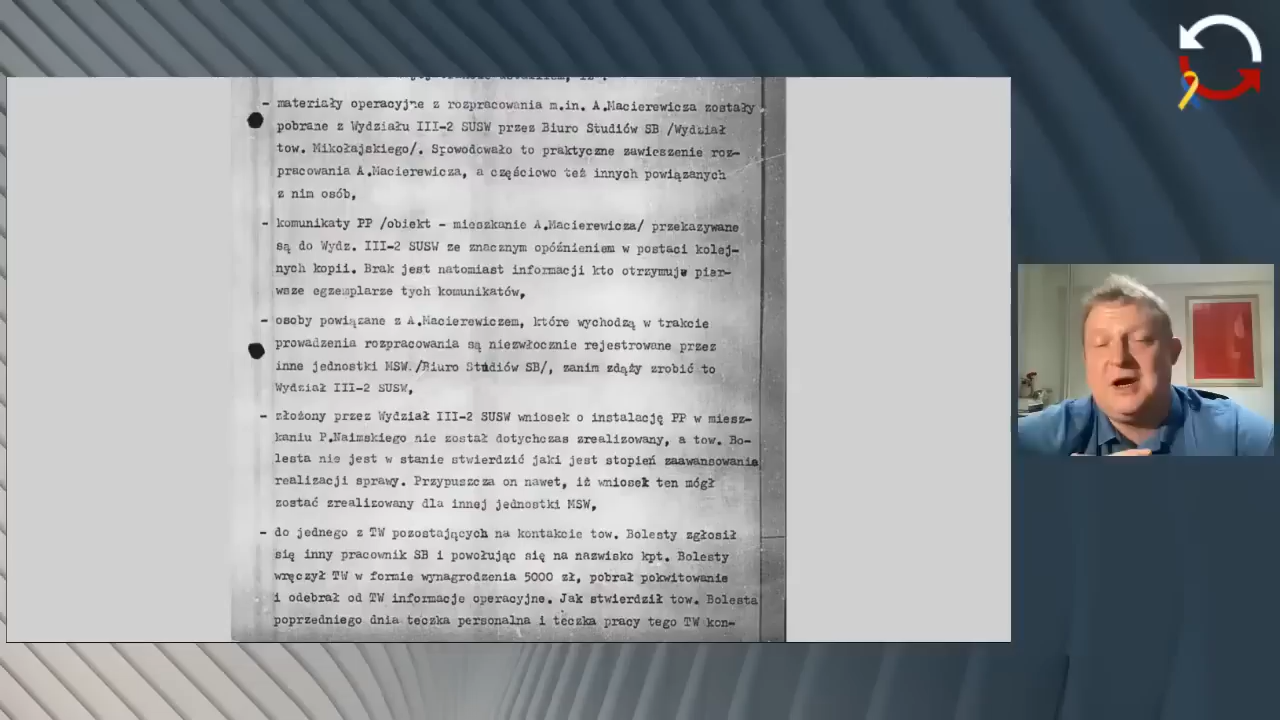 - materiały operacyjne z rozpracowania m.in. A.Macierewicza zostały
pobrane z Wydziału III-2 SUSW przez Biuro Studiów SB /Wydział
tow. Mikołajskiego/. Spowodowało to praktyczne zawieszenie roz-
pracowania A.Macierewicza, a częściowo też innych powiązanych
z nim osób,
- komunikaty PP /obiekt - mieszkanie A.Macierewicza/ przekazywane
są do Wydz. III-2 SUSW ze znacznym opóźnieniem w postaci kolej-
nych kopii. Brak jest natomiast informacji kto otrzymuje pier-
wsze egzemplarze tych komunikatów,
- osoby powiązane z A.Macierewiczem, które wychodzą w trakcie
prowadzenia rozpracowania są niezwłocznie rejestrowane przez
inne jednostki MSW /Biuro Studiów SB/, zanim zdąży zrobić to
Wydział III-2 SUSW,
- złożony przez Wydział III-2 SUSW wniosek o instalację PP w miesz-
kaniu P.Naimskiego nie został dotychczas zrealizowany, a tow. Bo-
lesta nie jest w stanie stwierdzić jaki jest stopień zaawansowania
realizacji sprawy. Przypuszcza on nawet, iż wniosek ten mógł
zostać zrealizowany dla innej jednostki MSW,
- do jednego z TW pozostających na kontakcie tow. Bolesty zgłosił
się inny pracownik SB i powołując się na nazwisko kpt. Bolesty
wręczył TW w formie wynagrodzenia 5000 zł, pobrał pokwitowanie
i odebrał od TW informacje operacyjne. Jak stwierdził tow. Bolesta
poprzedniego dnia teczka personalna i teczka pracy tego TW kon-